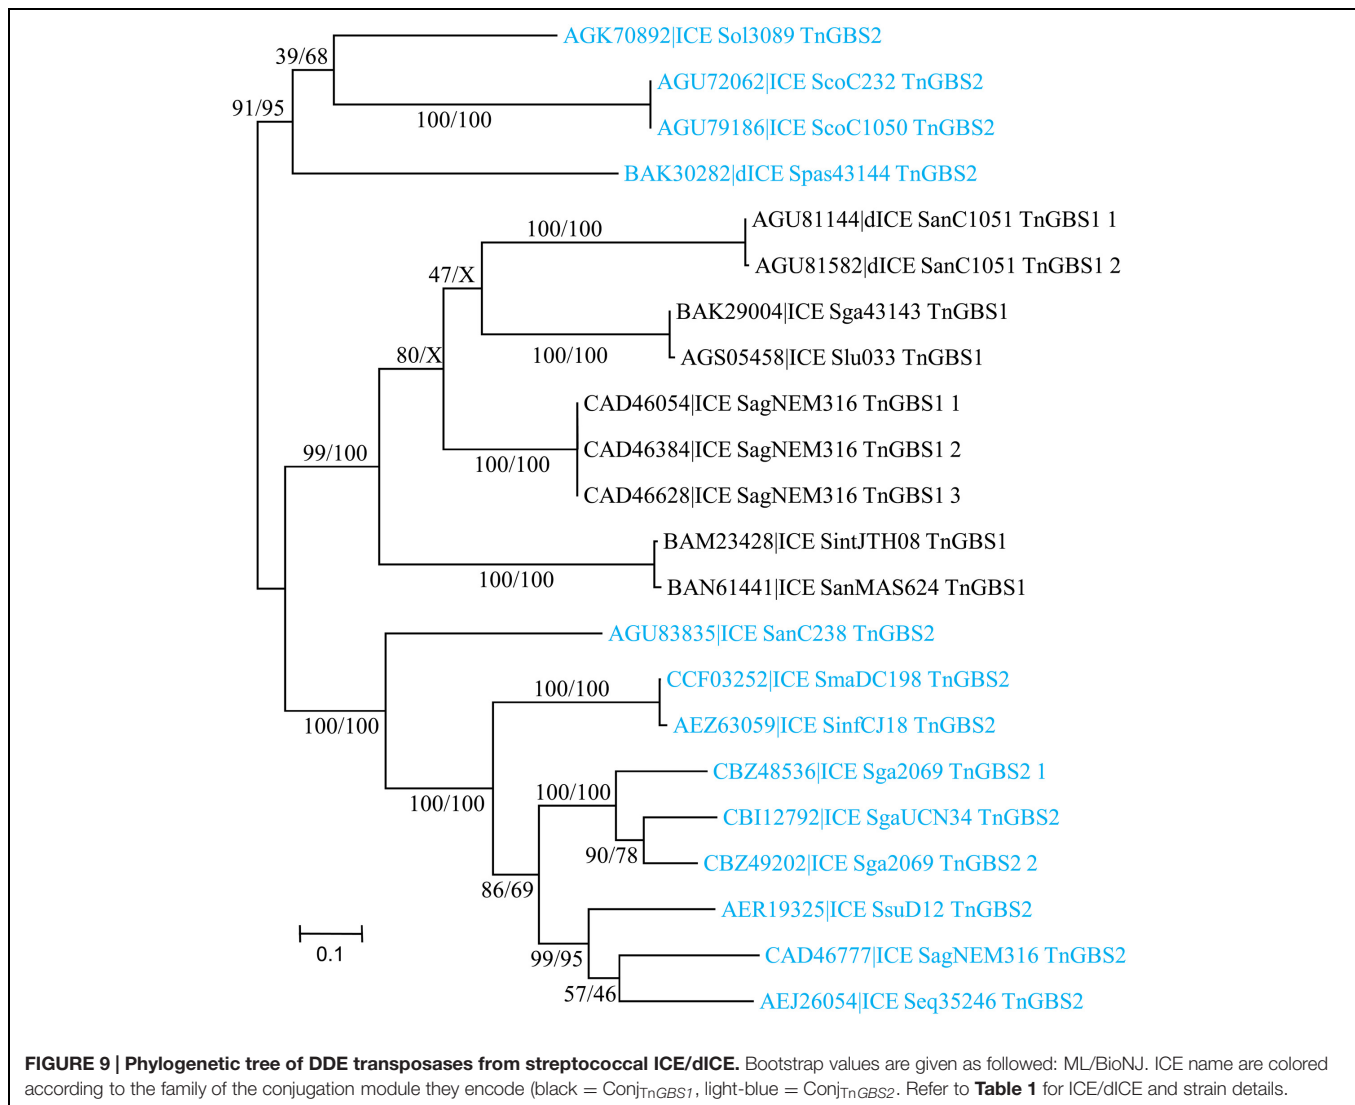 AGK70892|ICE Sol3089 TnGBS2
39/68
AGU72062|ICE ScoC232 TnGBS2
91/95
100/100
AGU79186|ICE ScoC1050 TnGBS2
BAK30282|dICE Spas43144 TnGBS2
AGU81144|dICE SanC1051 TnGBS1 1
100/100
AGU81582|dICE SanC1051 TnGBS1 2
47/X
BAK29004|ICE Sga43143 TnGBS1
100/100
AGS05458|ICE Slu033 TnGBS1
80/X
CAD46054|ICE SagNEM316 TnGBS1 1
CAD46384|ICE SagNEM316 TnGBS1 2
99/100
100/100
CAD46628|ICE SagNEM316 TnGBS1 3
BAM23428|ICE SintJTH08 TnGBS1
100/100
BAN61441|ICE SanMAS624 TnGBS1
AGU83835|ICE SanC238 TnGBS2
CCF03252|ICE SmaDC198 TnGBS2
100/100
AEZ63059|ICE SinfCJ18 TnGBS2
100/100
CBZ48536|ICE Sga2069 TnGBS2 1
100/100
100/100
CBI12792|ICE SgaUCN34 TnGBS2
90/78
CBZ49202|ICE Sga2069 TnGBS2 2
86/69
AER19325|ICE SsuD12 TnGBS2
0.1
99/95
CAD46777|ICE SagNEM316 TnGBS2
57/46
AEJ26054|ICE Seq35246 TnGBS2
FIGURE 9 | Phylogenetic tree of DDE transposases from streptococcal ICE/dICE. Bootstrap values are given as followed: ML/BioNJ. ICE name are colored
according to the family of the conjugation module they encode (black = ConjTnGBS1, light-blue = ConjTnGBS2. Refer to Table 1 for ICE/dICE and strain details.